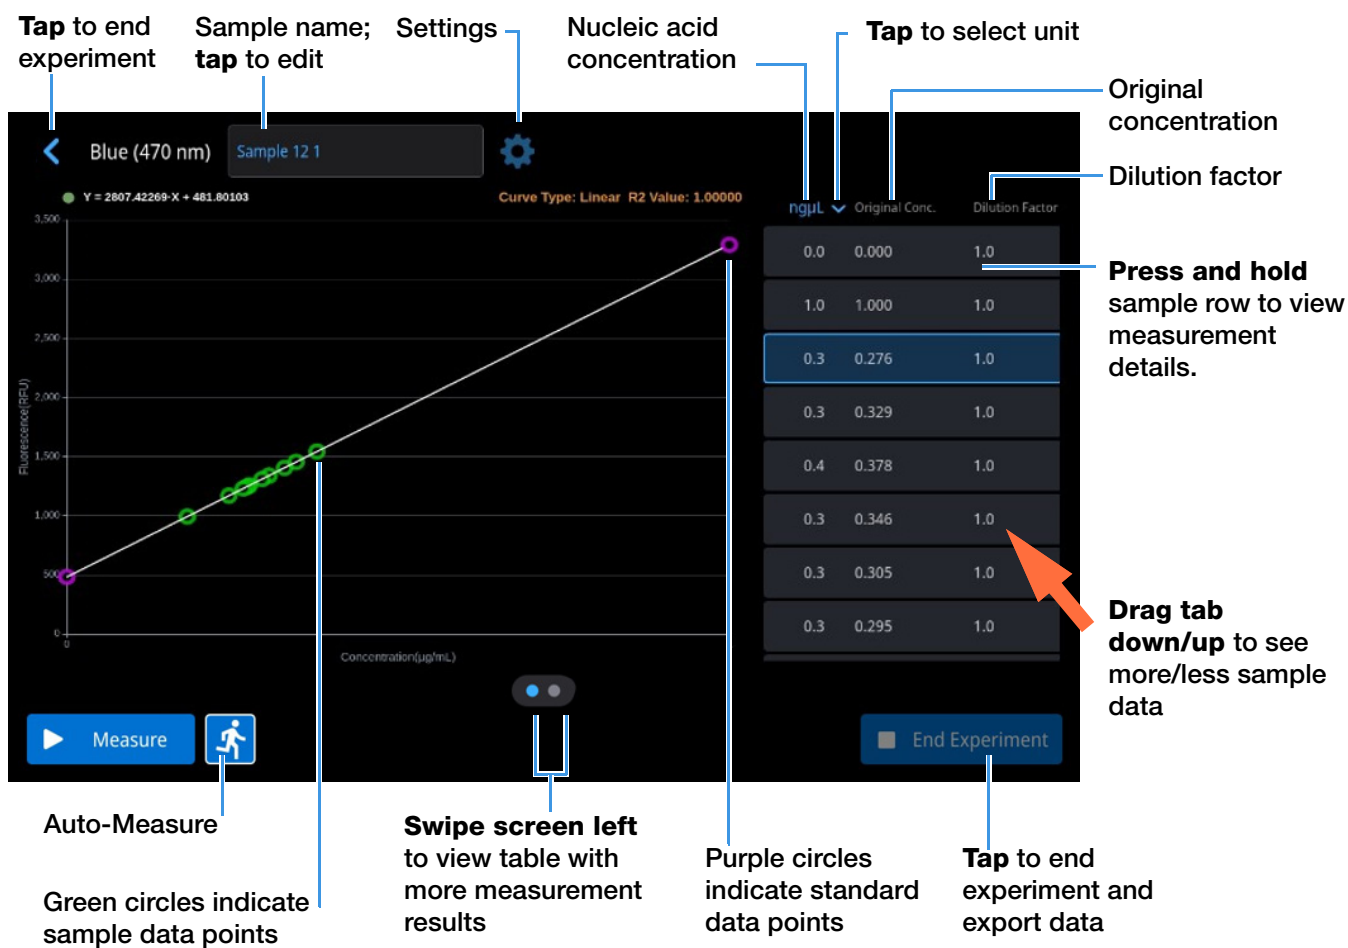 Tap to end
experiment
Sample name;
tap to edit
Settings
Nucleic acid
concentration
Tap to select unit
Original
concentration
Dilution factor
Blue (470 nm)
Sample 12 1
Y = 2807.42269·X + 481.80103
Curve Type: Linear R2 Value: 1.00000
ngµL
Original Conc.
Dilution Factor
3,500
3,000
2,500
2,000
1,500
1,000
500
0
0
Fluorescence(RFU)
Concentration(µg/mL)
0.0 0.000 1.0
1.0 1.000 1.0
0.3 0.276 1.0
0.3 0.329 1.0
0.4 0.378 1.0
0.3 0.346 1.0
0.3 0.305 1.0
0.3 0.295 1.0
Press and hold
sample row to view
measurement
details.
Drag tab
down/up to see
more/less sample
data
Measure
End Experiment
Auto-Measure
Green circles indicate
sample data points
Swipe screen left
to view table with
more measurement
results
Purple circles
indicate standard
data points
Tap to end
experiment and
export data